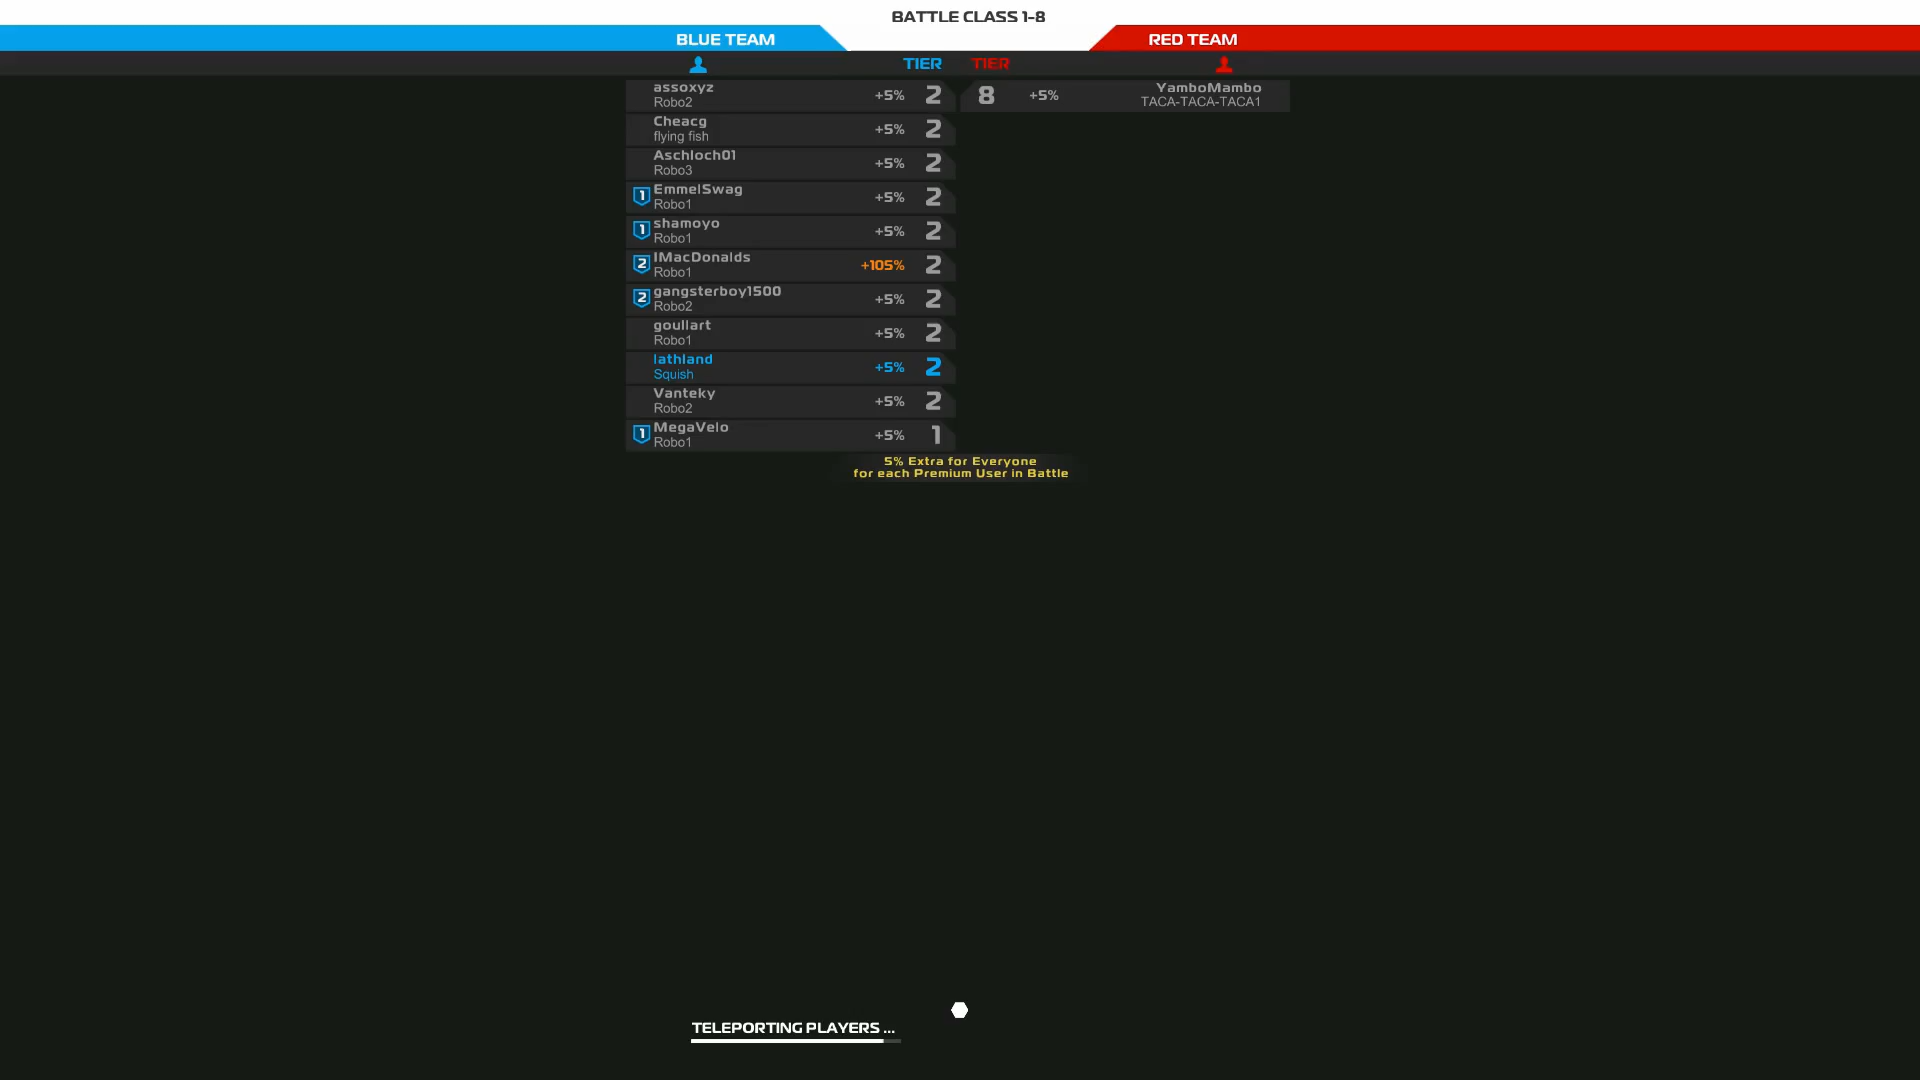 BATTLE CLASS 1-8
BLUE TEAM
RED TEAM
TIER
TIER
assoxyz
Robo2
+5%
2
8
+5%
YamboMambo
TACA-TACA-TACA1
Cheacg
flying fish
+5%
2
Aschloch01
Robo3
+5%
2
1
EmmelSwag
Robo1
+5%
2
1
shamoyo
Robo1
+5%
2
2
IMacDonalds
Robo1
+105%
2
2
gangsterboy1500
Robo2
+5%
2
goullart
Robo1
+5%
2
lathland
Squish
+5%
2
Vanteky
Robo2
+5%
2
1
MegaVelo
Robo1
+5%
1
5% Extra for Everyone
for each Premium User in Battle
TELEPORTING PLAYERS ...